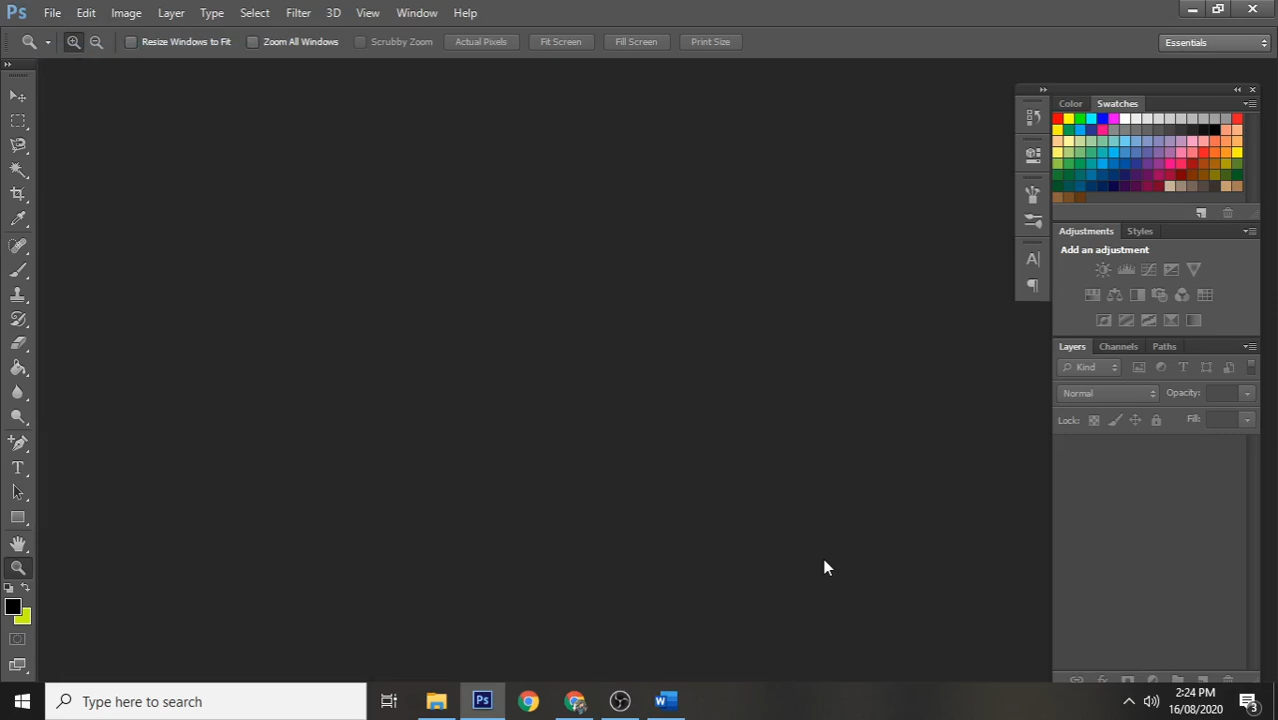 Ps File Edit Image Layer Type Select Filter 3D View Window Help
Resize Windows to Fit Zoom All Windows Scrubby Zoom Actual Pixels Fit Screen Fill Screen Print Size Essentials
Color Swatches
Adjustments Styles
Add an adjustment
Layers Channels Paths
Kind
Normal Opacity:
Lock: Fill:
Type here to search
Ps
2:24 PM
16/08/2020
3